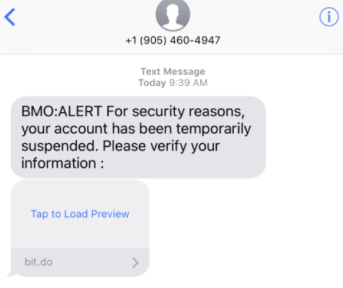 +1 (905) 460-4947
Text Message
Today 9:39 AM
BMO:ALERT For security reasons,
your account has been temporarily
suspended. Please verify your
information :
Tap to Load Preview
bit.do